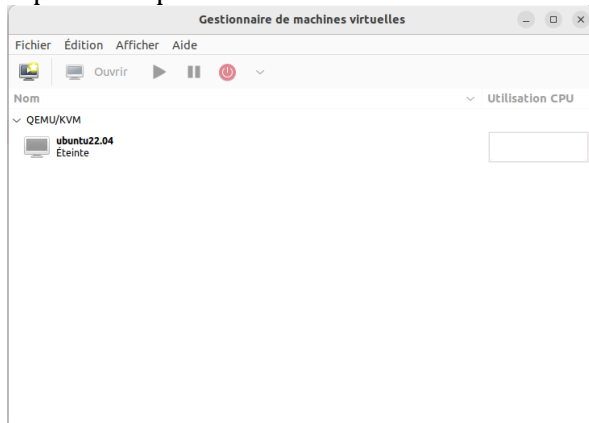 Gestionnaire de machines virtuelles
Fichier Édition Afficher Aide
Ouvrir
Nom Utilisation CPU
QEMU/KVM
ubuntu22.04
Éteinte